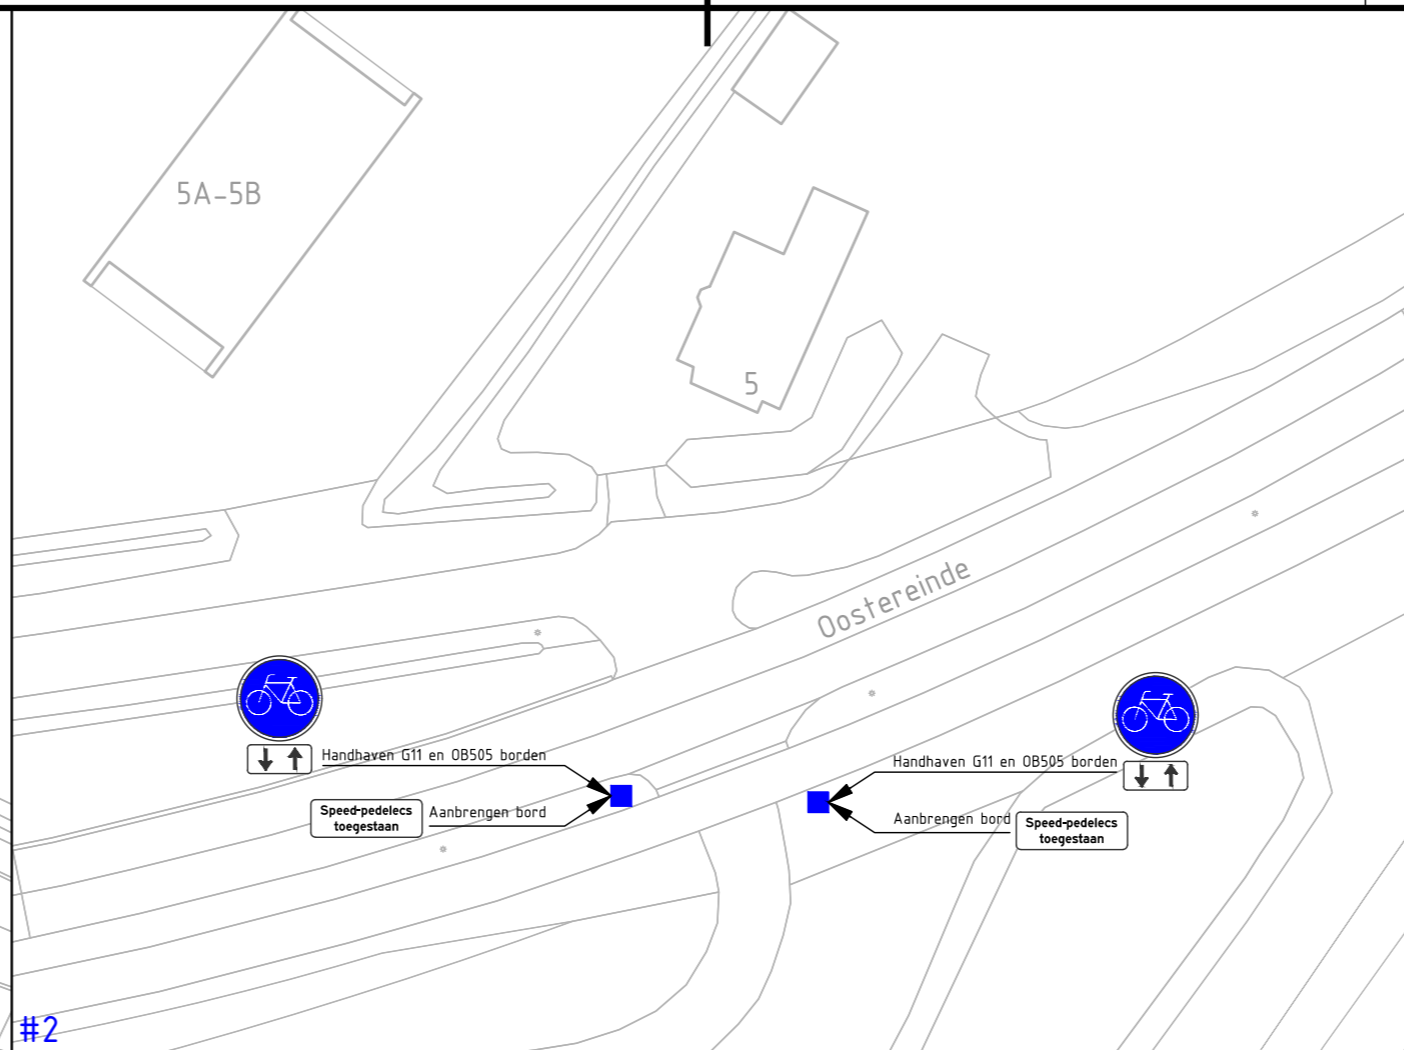 5A-5B
5
Oostereinde
Handhaven G11 en OB505 borden
Speed-pedelecs
toegestaan
Aanbrengen bord
Handhaven G11 en OB505 borden
Aanbrengen bord
Speed-pedelecs
toegestaan
#2